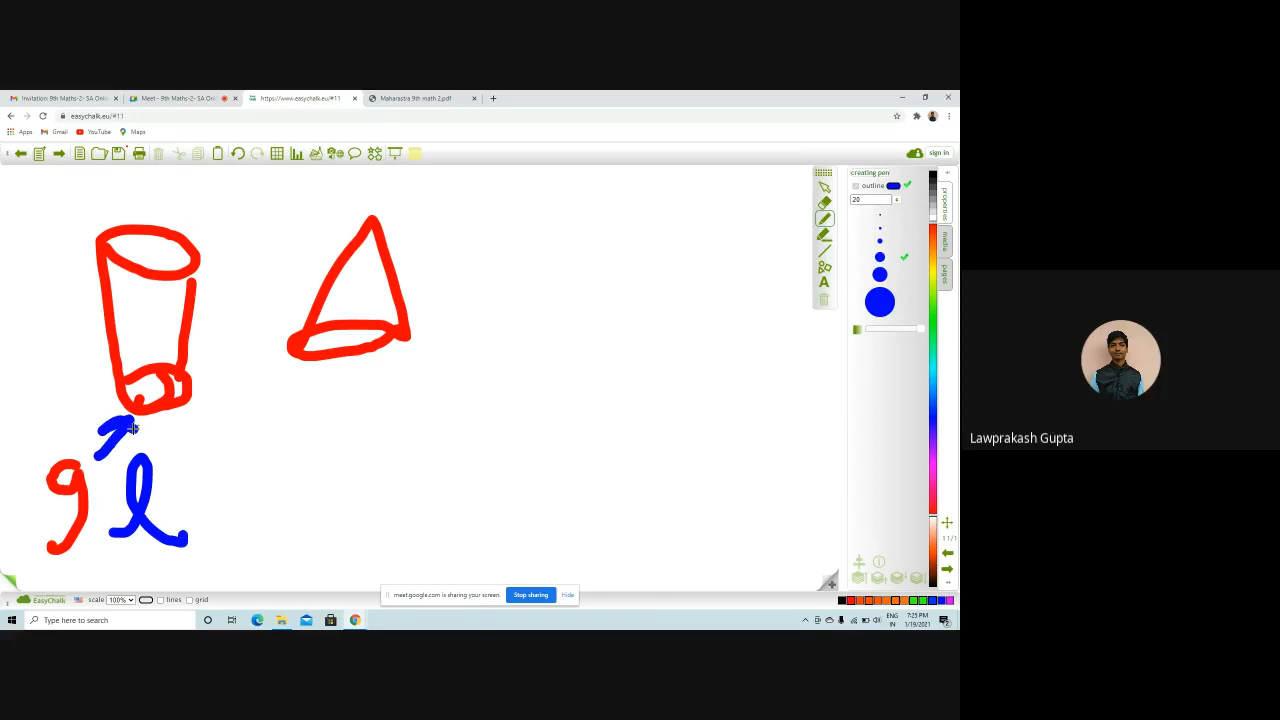 Invitation: 9th Maths-2- SA Onli
Meet - 9th Maths-2- SA On
https://www.easychalk.eu/#11
Maharastra 9th math 2.pdf
easychalk.eu/#11
Apps
Gmail
YouTube
Maps
sign in
creating pen
outline
20
properties
media
pages
A
9 l
11/1
meet.google.com is sharing your screen.
Stop sharing
Hide
EasyChalk
scale
100%
lines
grid
Type here to search
ENG
IN
7:25 PM
1/19/2021
2
Lawprakash Gupta